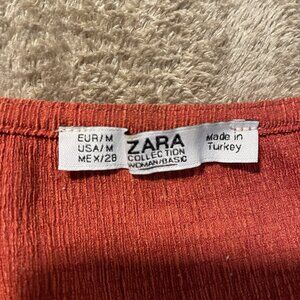 EUR/M
USA/M
MEX/28
ZARA
COLLECTION
WOMAN/BASIC
Made in
Turkey